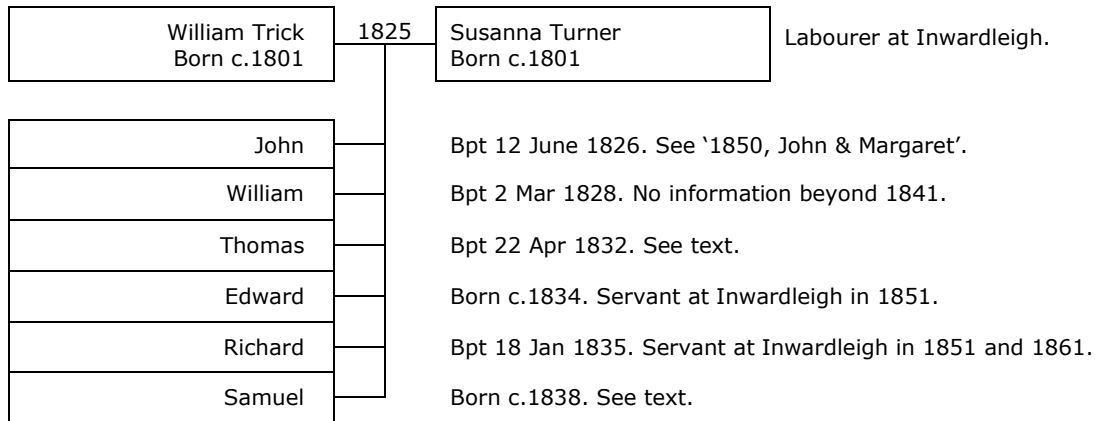 William Trick 1825 Susanna Turner Labourer at Inwardleigh.
Born c.1801 Born c.1801
John Bpt 12 June 1826. See ‘1850, John & Margaret’.
William Bpt 2 Mar 1828. No information beyond 1841.
Thomas Bpt 22 Apr 1832. See text.
Edward Born c.1834. Servant at Inwardleigh in 1851.
Richard Bpt 18 Jan 1835. Servant at Inwardleigh in 1851 and 1861.
Samuel Born c.1838. See text.